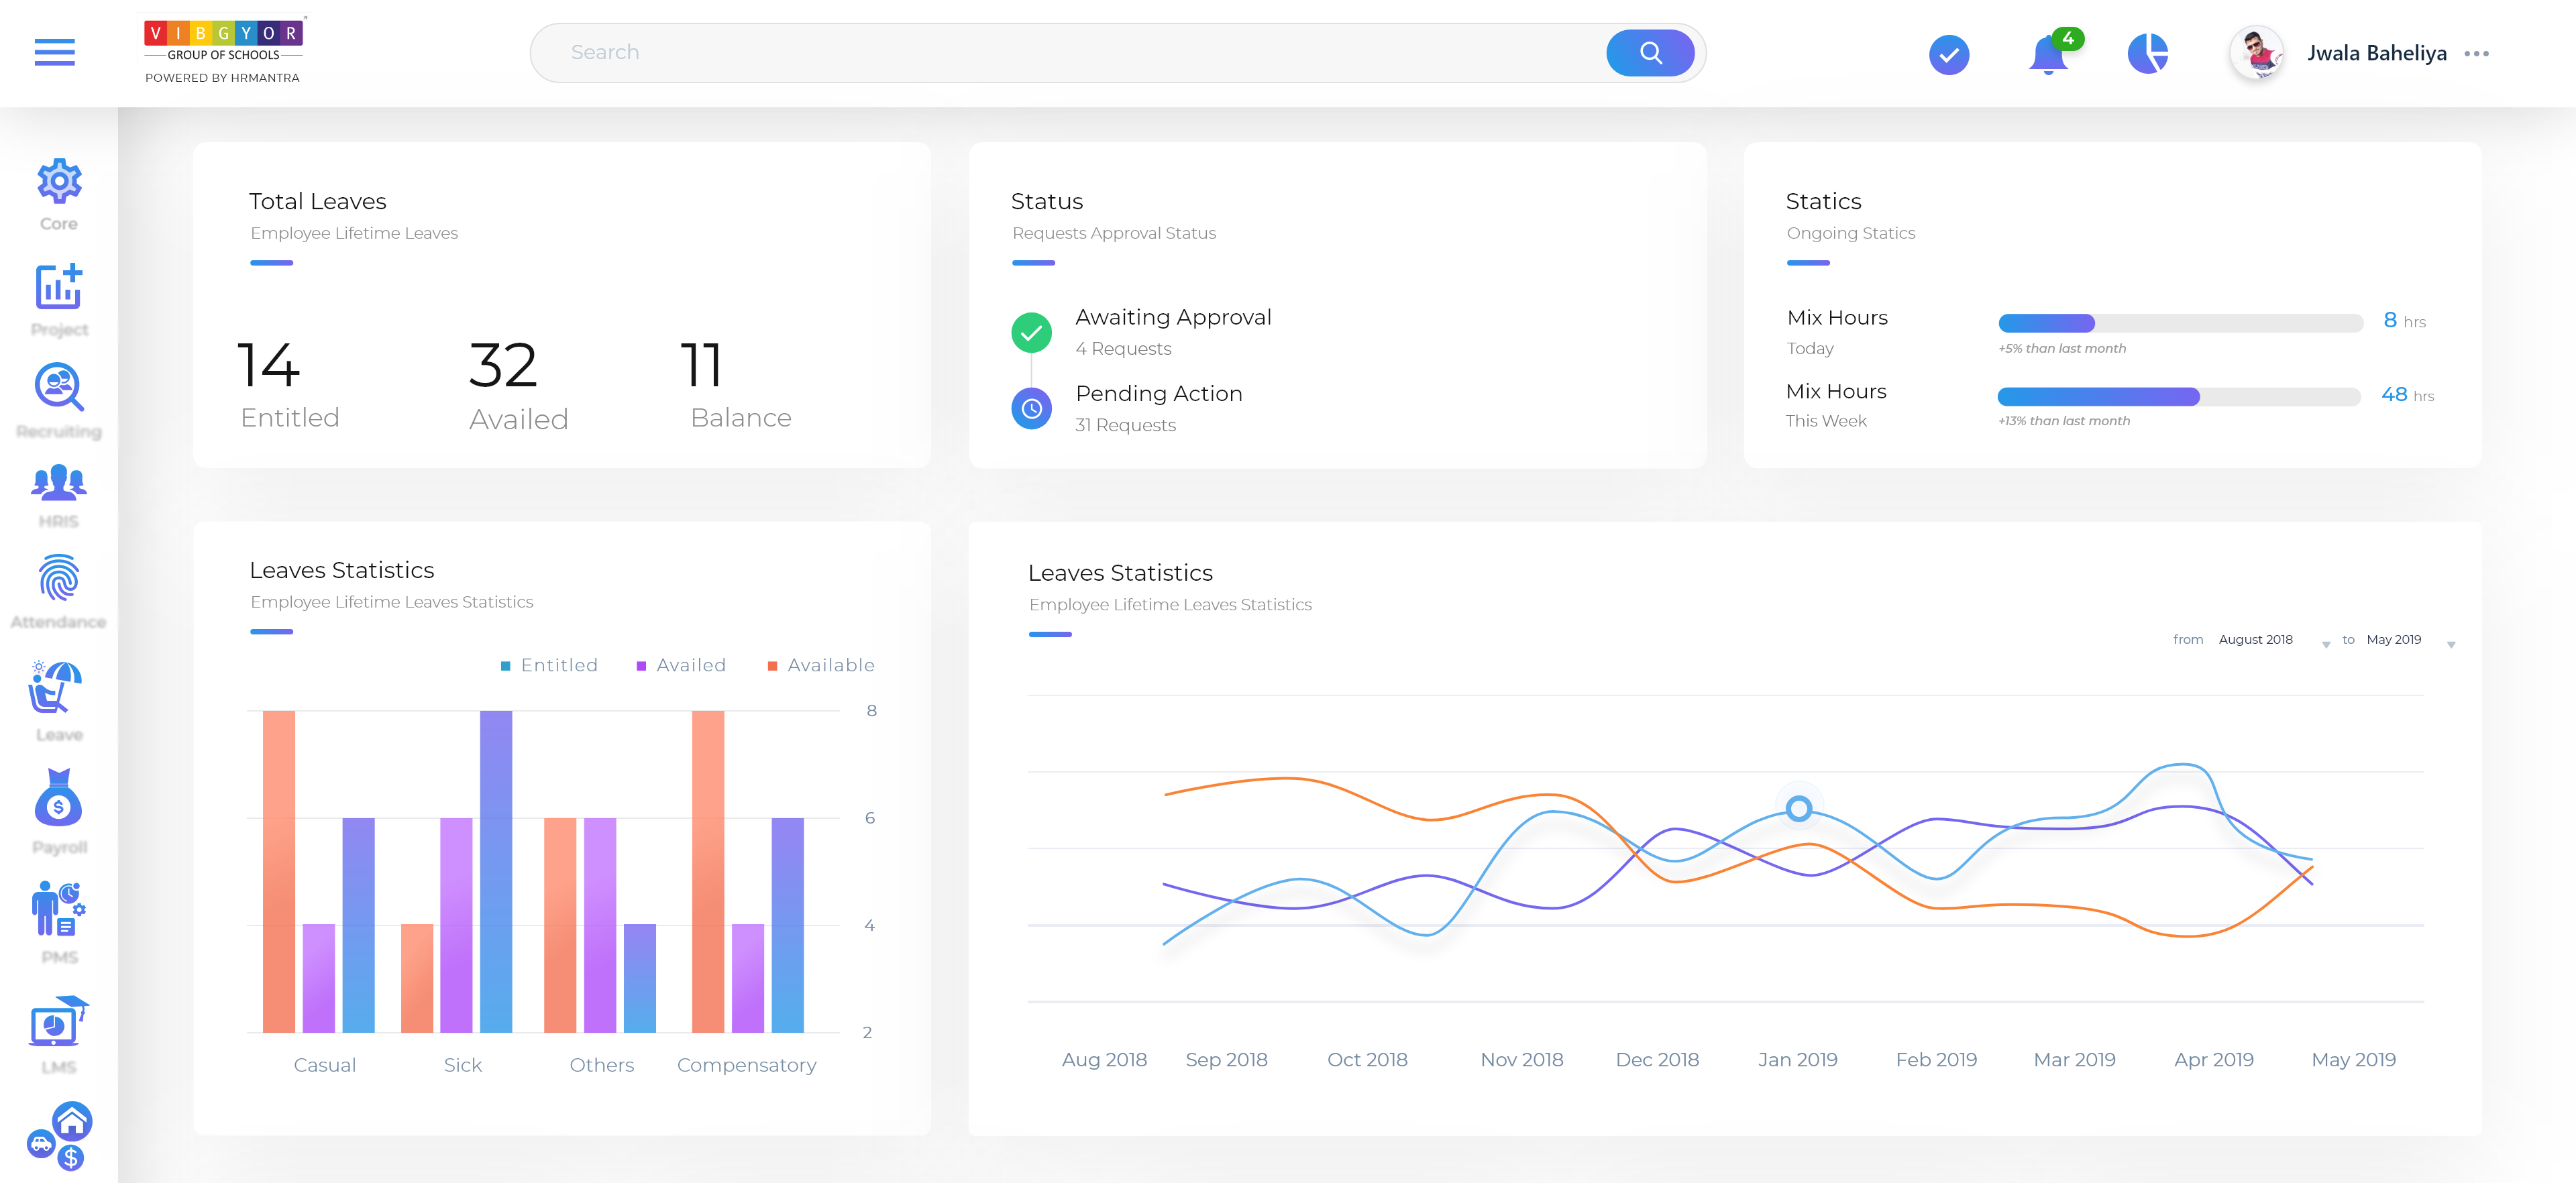 VIBGYOR
GROUP OF SCHOOLS
POWERED BY HRMANTRA
Search
4
Jwala Baheliya
Core
Project
Recruiting
HRIS
Attendance
Leave
Payroll
PMS
LMS
Total Leaves
Employee Lifetime Leaves
14
Entitled
32
Availed
11
Balance
Status
Requests Approval Status
Awaiting Approval
4 Requests
Pending Action
31 Requests
Statics
Ongoing Statics
Mix Hours
Today
+5% than last month
8 hrs
Mix Hours
This Week
+13% than last month
48 hrs
Leaves Statistics
Employee Lifetime Leaves Statistics
Entitled Availed Available
8
6
4
2
Casual Sick Others Compensatory
Leaves Statistics
Employee Lifetime Leaves Statistics
from August 2018 to May 2019
Aug 2018 Sep 2018 Oct 2018 Nov 2018 Dec 2018 Jan 2019 Feb 2019 Mar 2019 Apr 2019 May 2019